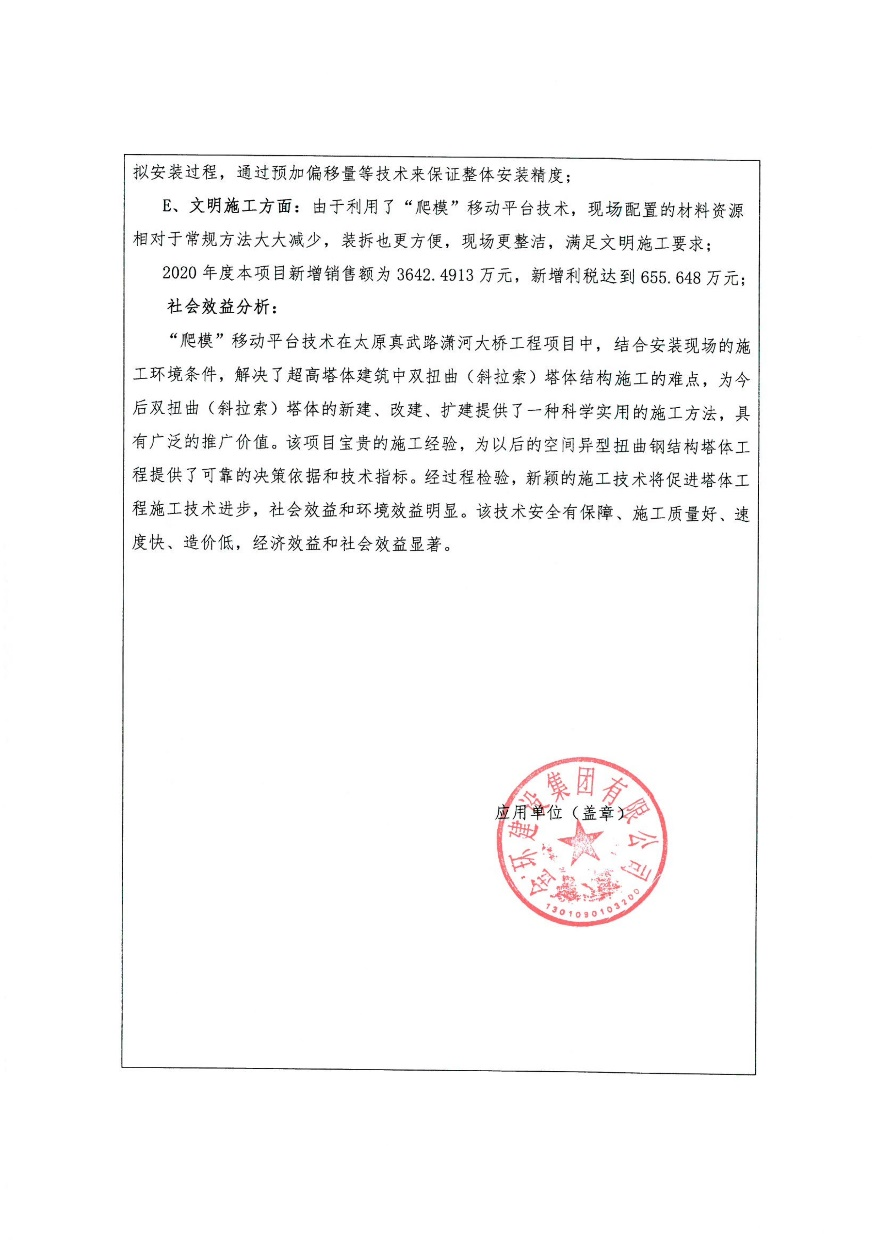 拟安装过程，通过预加偏移量等技术来保证整体安装精度；
E、文明施工方面：由于利用了“爬模”移动平台技术，现场配置的材料资源
相对于常规方法大大减少，装拆也更方便，现场更整洁，满足文明施工要求；
2020 年度本项目新增销售额为 3642.4913 万元，新增利税达到 655.648 万元；
社会效益分析：
“爬模”移动平台技术在太原真武路潇河大桥工程项目中，结合安装现场的施
工环境条件，解决了超高塔体建筑中双扭曲（斜拉索）塔体结构施工的难点，为今
后双扭曲（斜拉索）塔体的新建、改建、扩建提供了一种科学实用的施工方法，具
有广泛的推广价值。该项目宝贵的施工经验，为以后的空间异型扭曲钢结构塔体工
程提供了可靠的决策依据和技术指标。经过程检验，新颖的施工技术将促进塔体工
程施工技术进步，社会效益和环境效益明显。该技术安全有保障、施工质量好、速
度快、造价低，经济效益和社会效益显著。
应用单位（盖章）
金环建设集团有限公司
1301090103200